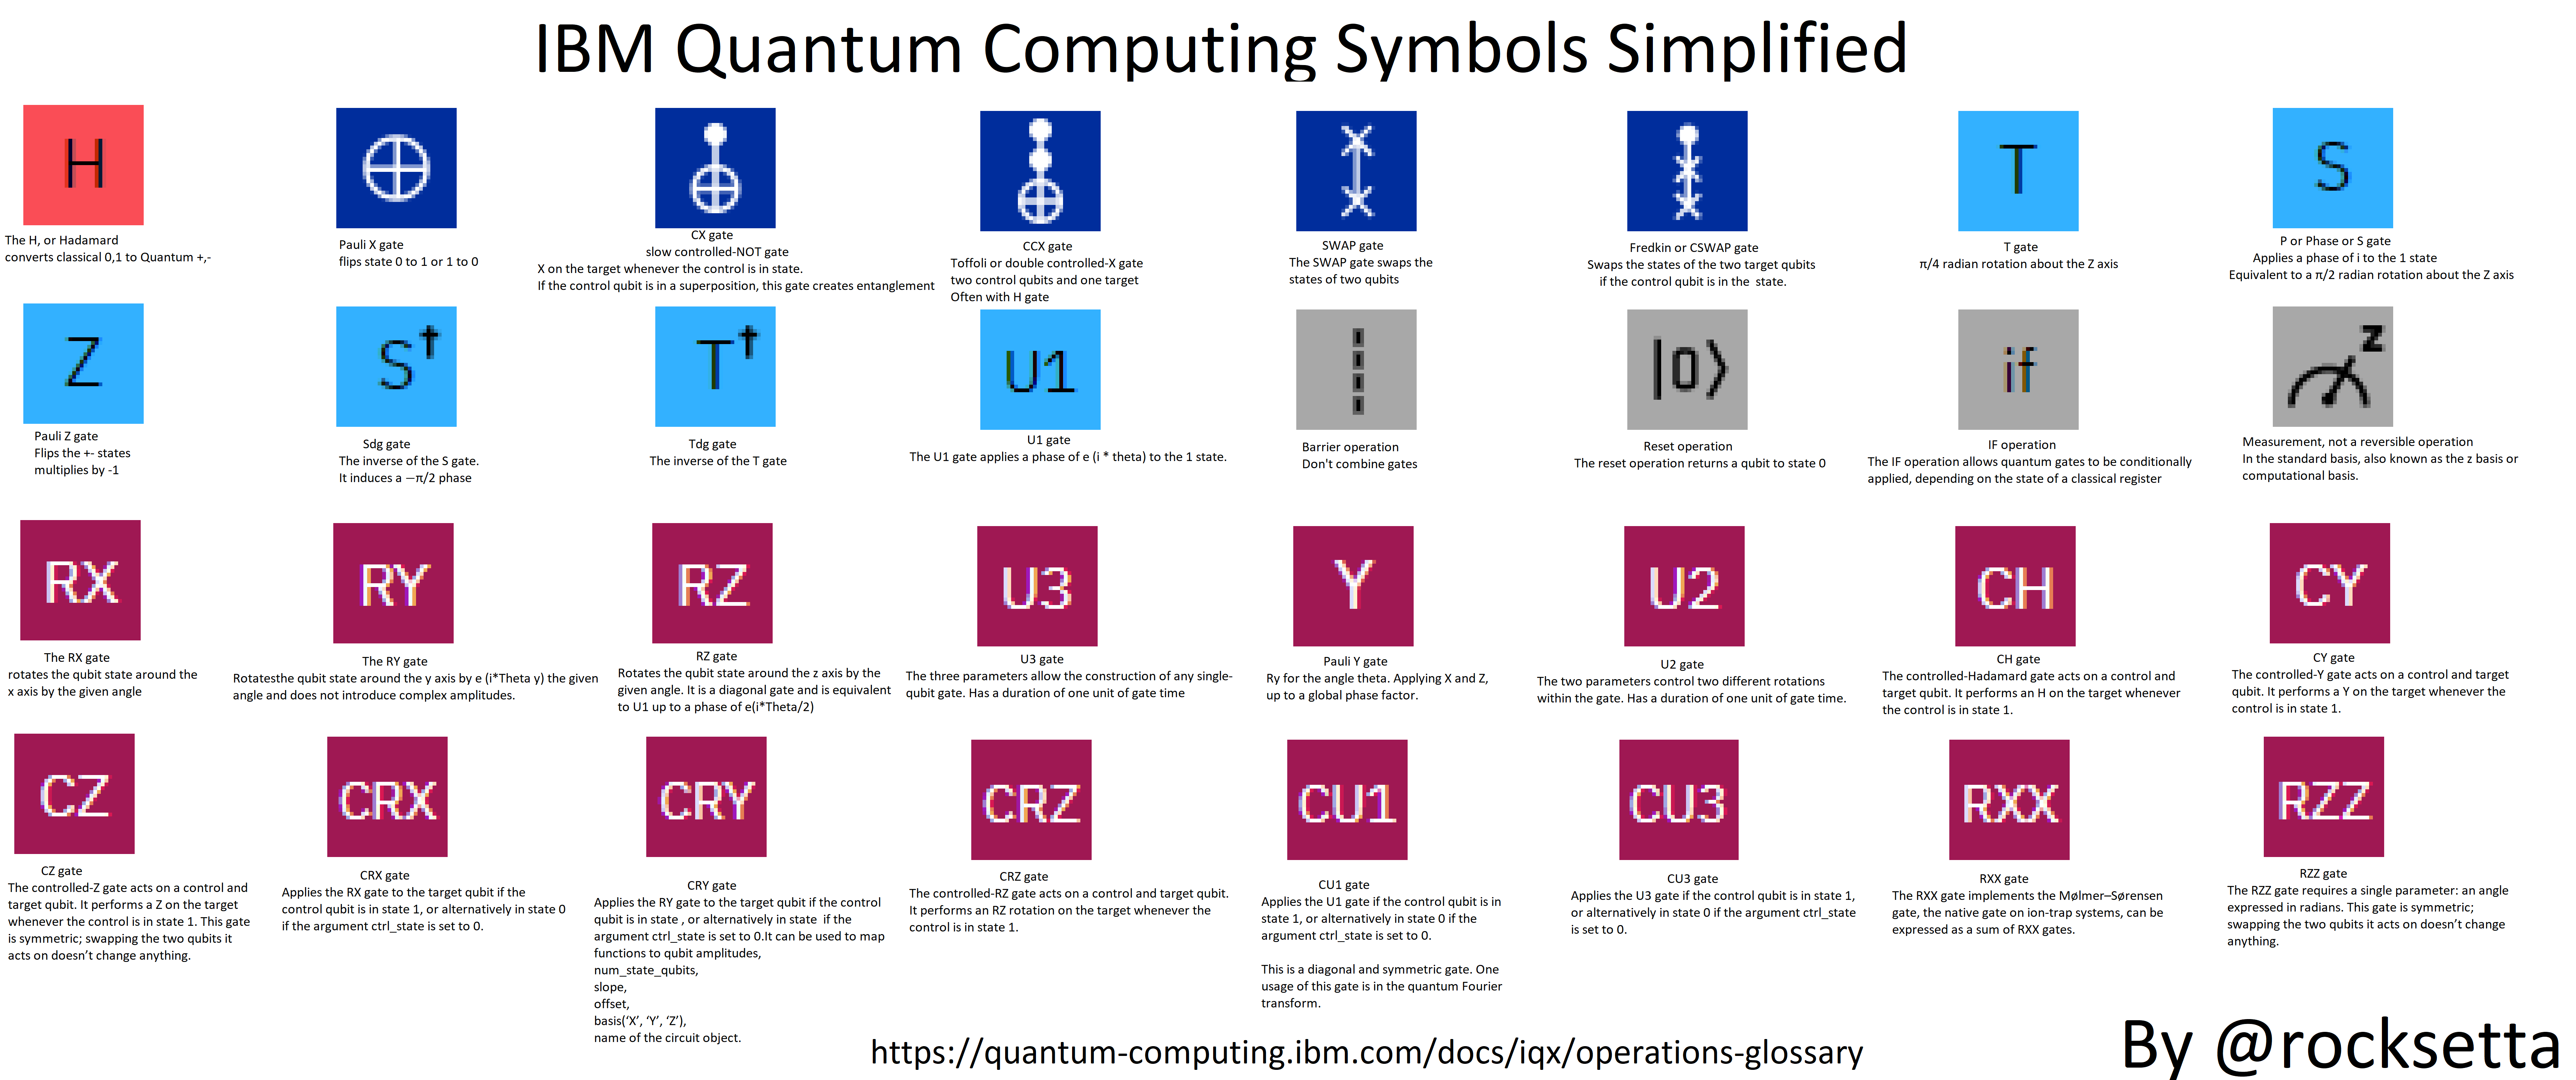 IBM Quantum Computing Symbols Simplified
H
The H, or Hadamard
converts classical 0,1 to Quantum +,-
Pauli X gate
flips state 0 to 1 or 1 to 0
CX gate
slow controlled-NOT gate
X on the target whenever the control is in state.
If the control qubit is in a superposition, this gate creates entanglement
CCX gate
Toffoli or double controlled-X gate
two control qubits and one target
Often with H gate
SWAP gate
The SWAP gate swaps the
states of two qubits
Fredkin or CSWAP gate
Swaps the states of the two target qubits
if the control qubit is in the  state.
T
T gate
π/4 radian rotation about the Z axis
S
P or Phase or S gate
Applies a phase of i to the 1 state
Equivalent to a π/2 radian rotation about the Z axis
Z
Pauli Z gate
Flips the +- states
multiplies by -1
S†
Sdg gate
The inverse of the S gate.
It induces a −π/2 phase
T†
Tdg gate
The inverse of the T gate
U1
U1 gate
The U1 gate applies a phase of e (i * theta) to the 1 state.
Barrier operation
Don't combine gates
|0⟩
Reset operation
The reset operation returns a qubit to state 0
if
IF operation
The IF operation allows quantum gates to be conditionally
applied, depending on the state of a classical register
z
Measurement, not a reversible operation
In the standard basis, also known as the z basis or
computational basis.
RX
The RX gate
rotates the qubit state around the
x axis by the given angle
RY
The RY gate
Rotatesthe qubit state around the y axis by e (i*Theta y) the given
angle and does not introduce complex amplitudes.
RZ
RZ gate
Rotates the qubit state around the z axis by the
given angle. It is a diagonal gate and is equivalent
to U1 up to a phase of e(i*Theta/2)
U3
U3 gate
The three parameters allow the construction of any single-
qubit gate. Has a duration of one unit of gate time
Y
Pauli Y gate
Ry for the angle theta. Applying X and Z,
up to a global phase factor.
U2
U2 gate
The two parameters control two different rotations
within the gate. Has a duration of one unit of gate time.
CH
CH gate
The controlled-Hadamard gate acts on a control and
target qubit. It performs an H on the target whenever
the control is in state 1.
CY
CY gate
The controlled-Y gate acts on a control and target
qubit. It performs a Y on the target whenever the
control is in state 1.
CZ
CZ gate
The controlled-Z gate acts on a control and
target qubit. It performs a Z on the target
whenever the control is in state 1. This gate
is symmetric; swapping the two qubits it
acts on doesn’t change anything.
CRX
CRX gate
Applies the RX gate to the target qubit if the
control qubit is in state 1, or alternatively in state 0
if the argument ctrl_state is set to 0.
CRY
CRY gate
Applies the RY gate to the target qubit if the control
qubit is in state , or alternatively in state  if the
argument ctrl_state is set to 0.It can be used to map
functions to qubit amplitudes,
num_state_qubits,
slope,
offset,
basis(‘X’, ‘Y’, ‘Z’),
name of the circuit object.
CRZ
CRZ gate
The controlled-RZ gate acts on a control and target qubit.
It performs an RZ rotation on the target whenever the
control is in state 1.
CU1
CU1 gate
Applies the U1 gate if the control qubit is in
state 1, or alternatively in state 0 if the
argument ctrl_state is set to 0.
This is a diagonal and symmetric gate. One
usage of this gate is in the quantum Fourier
transform.
CU3
CU3 gate
Applies the U3 gate if the control qubit is in state 1,
or alternatively in state 0 if the argument ctrl_state
is set to 0.
RXX
RXX gate
The RXX gate implements the Mølmer–Sørensen
gate, the native gate on ion-trap systems, can be
expressed as a sum of RXX gates.
RZZ
RZZ gate
The RZZ gate requires a single parameter: an angle
expressed in radians. This gate is symmetric;
swapping the two qubits it acts on doesn’t change
anything.
https://quantum-computing.ibm.com/docs/iqx/operations-glossary
By @rocksetta